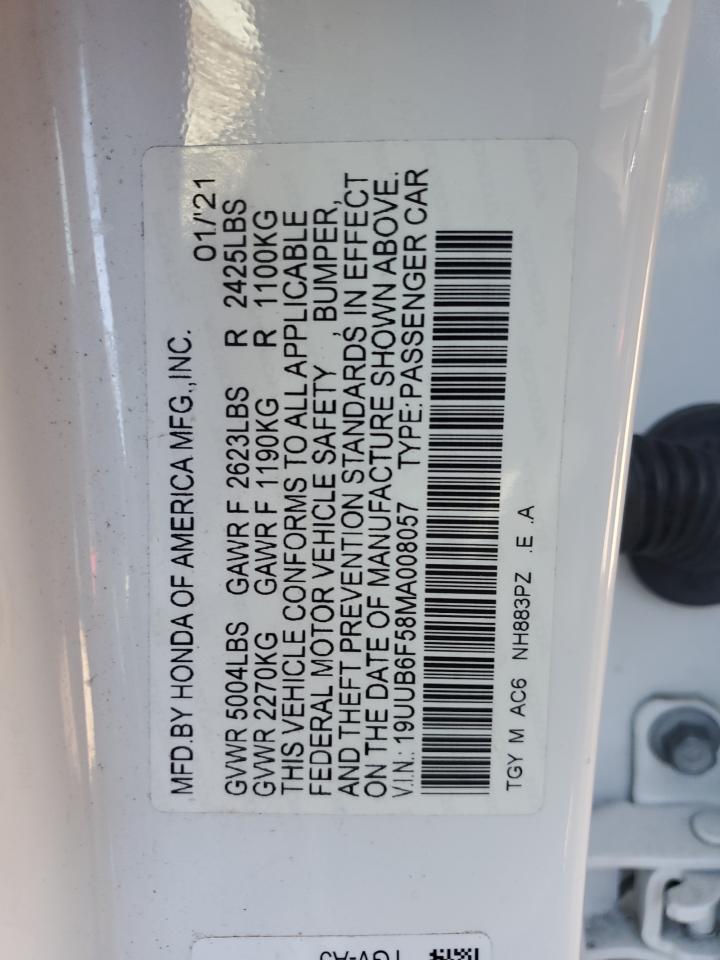 MFD.BY HONDA OF AMERICA MFG.,INC. 01/'21
GVWR 5004LBS GAWR F 2623LBS R 2425LBS
GVWR 2270KG GAWR F 1190KG R 1100KG
THIS VEHICLE CONFORMS TO ALL APPLICABLE
FEDERAL MOTOR VEHICLE SAFETY , BUMPER,
AND THEFT PREVENTION STANDARDS IN EFFECT
ON THE DATE OF MANUFACTURE SHOWN ABOVE.
V.I.N.: 19UUB6F58MA008057 TYPE:PASSENGER CAR
TGY M AC6 NH883PZ .E .A